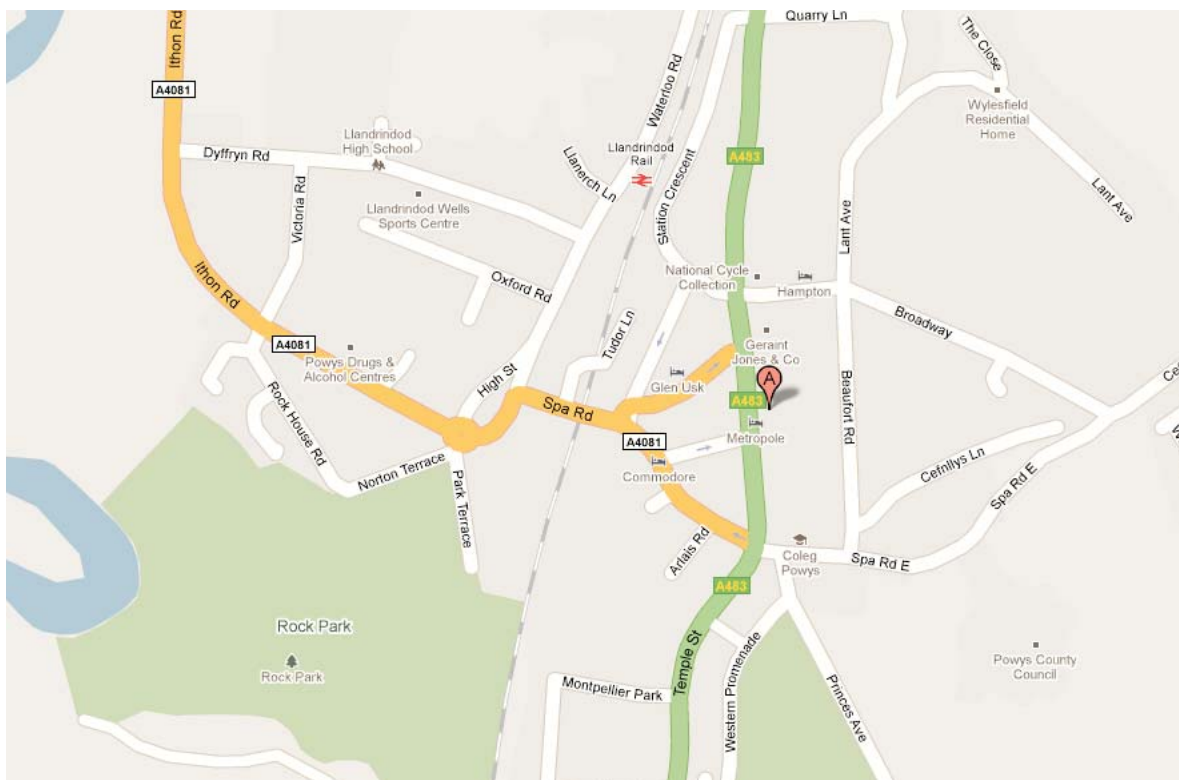 Quarry Ln
Ithon Rd
The Close
A4081
Waterloo Rd
Wylesfield
Residential
Home
Llandrindod
High School
Llandrindod
Rail
A483
Dyffryn Rd
Llanerch Ln
Station Crescent
Lant Ave
Llandrindod Wells
Sports Centre
Victoria Rd
Lant Ave
National Cycle
Collection
Hampton
Oxford Rd
Ithon Rd
Broadway
Tudor Ln
A4081
Geraint
Jones & Co
Powys Drugs &
Alcohol Centres
High St
Glen Usk
A
A483
Beaufort Rd
Spa Rd
Rock House Rd
A4081
Metropole
Norton Terrace
Commodore
Cefnllys Ln
Park Terrace
Spa Rd E
Arlais Rd
Coleg
Powys
Spa Rd E
A483
Rock Park
Temple St
Rock Park
Powys County
Council
Montpellier Park
Western Promenade
Princes Ave